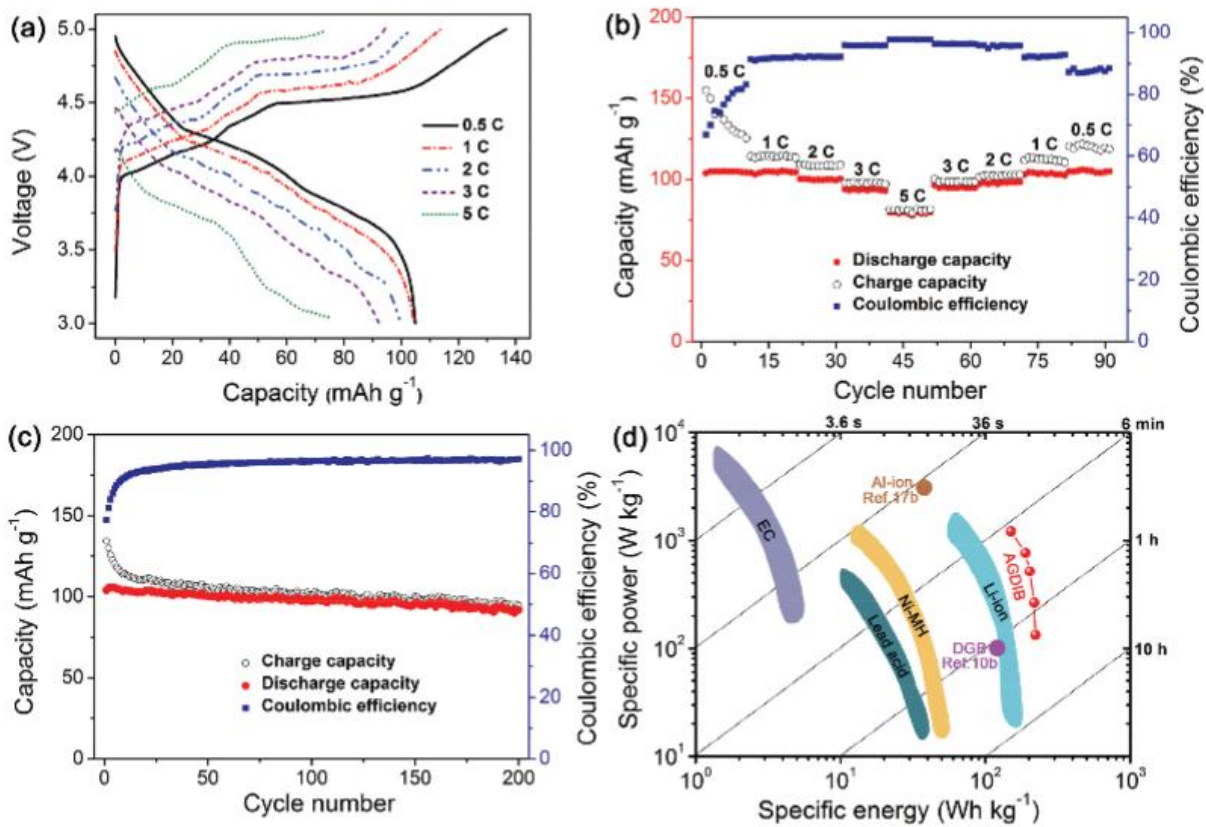 (a)
Voltage (V)
5.0
4.5
4.0
3.5
3.0
0.5 C
1 C
2 C
3 C
5 C
0 20 40 60 80 100 120 140
Capacity (mAh g⁻¹)
(b)
Capacity (mAh g⁻¹)
200
150
100
50
0
0.5 C
1 C
2 C
3 C
5 C
3 C
2 C
1 C
0.5 C
Discharge capacity
Charge capacity
Coulombic efficiency
100
80
60
40
20
0
Coulombic efficiency (%)
0 15 30 45 60 75 90
Cycle number
(c)
Capacity (mAh g⁻¹)
200
150
100
50
0
Charge capacity
Discharge capacity
Coulombic efficiency
100
80
60
40
20
0
Coulombic efficiency (%)
0 50 100 150 200
Cycle number
(d)
3.6 s 36 s 6 min
1 h
10 h
Specific power (W kg⁻¹)
10⁴
10³
10²
10¹
EC
Al-ion
Ref.17b
Lead acid
Ni-MH
Li-ion
AGDIB
DGB
Ref.10b
10⁰ 10¹ 10² 10³
Specific energy (Wh kg⁻¹)